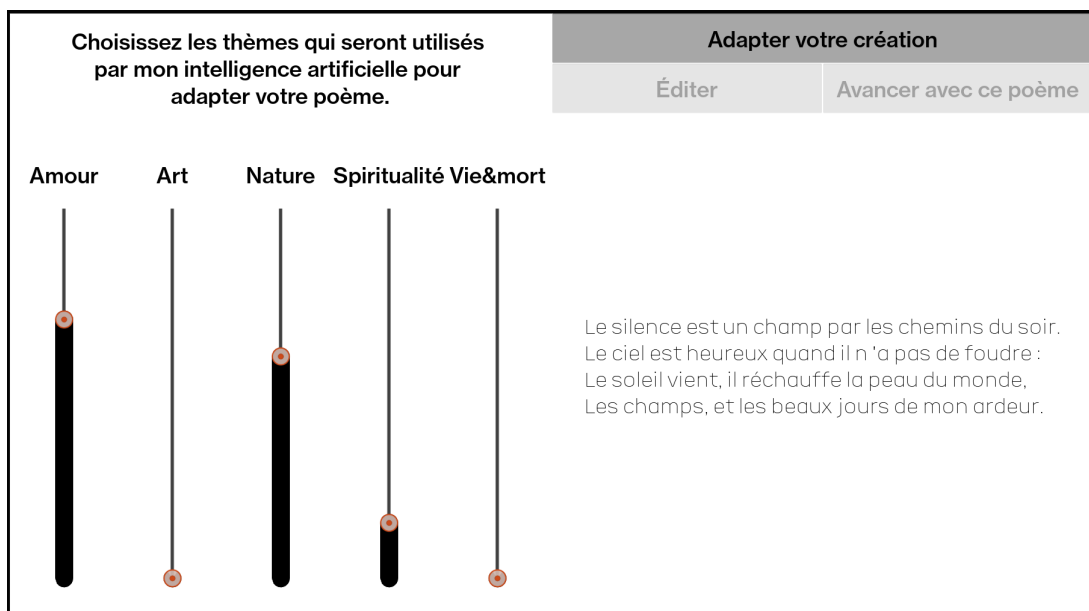 Choisissez les thèmes qui seront utilisés
par mon intelligence artificielle pour
adapter votre poème.
Adapter votre création
Éditer
Avancer avec ce poème
Amour
Art
Nature
Spiritualité
Vie&mort
Le silence est un champ par les chemins du soir.
Le ciel est heureux quand il n 'a pas de foudre :
Le soleil vient, il réchauffe la peau du monde,
Les champs, et les beaux jours de mon ardeur.